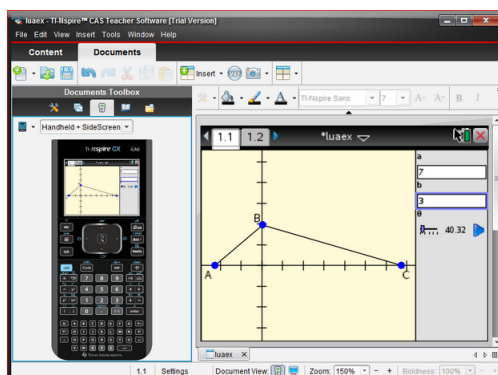 luaex - TI-Nspire™ CAS Teacher Software [Trial Version]
File Edit View Insert Tools Window Help
Content Documents
Insert
Documents Toolbox
TI-Nspire Sans 7 A+ A- B I
Handheld + SideScreen
TI-nspire CX CAS
1.1 1.2 *luaex
a
7
b
3
θ
40.32
B
A
C
luaex ×
1.1 Settings Document View: Zoom: 150% - + Boldness: 100% - +